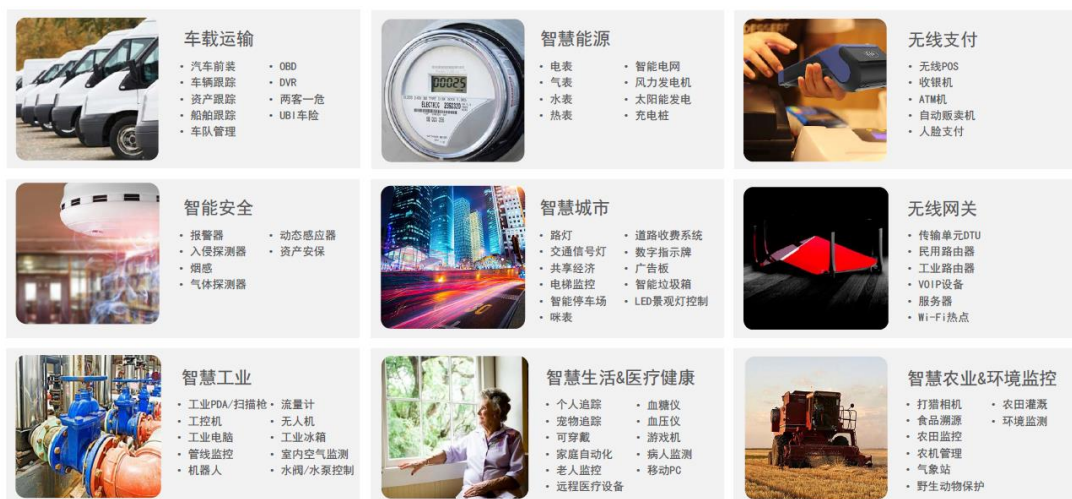 车载运输
• 汽车前装
• 车辆跟踪
• 资产跟踪
• 船舶跟踪
• 车队管理
• OBD
• DVR
• 两客一危
• UBI车险
智慧能源
• 电表
• 气表
• 水表
• 热表
• 智能电网
• 风力发电机
• 太阳能发电
• 充电桩
00025
无线支付
• 无线POS
• 收银机
• ATM机
• 自动贩卖机
• 人脸支付
智能安全
• 报警器
• 入侵探测器
• 烟感
• 气体探测器
• 动态感应器
• 资产安保
智慧城市
• 路灯
• 交通信号灯
• 共享经济
• 电梯监控
• 智能停车场
• 咪表
• 道路收费系统
• 数字指示牌
• 广告板
• 智能垃圾箱
• LED景观灯控制
无线网关
• 传输单元DTU
• 民用路由器
• 工业路由器
• VOIP设备
• 服务器
• Wi-Fi热点
智慧工业
• 工业PDA/扫描枪
• 工控机
• 工业电脑
• 管线监控
• 机器人
• 流量计
• 无人机
• 工业冰箱
• 室内空气监测
• 水阀/水泵控制
智慧生活&医疗健康
• 个人追踪
• 宠物追踪
• 可穿戴
• 家庭自动化
• 老人监控
• 远程医疗设备
• 血糖仪
• 血压仪
• 游戏机
• 病人监测
• 移动PC
智慧农业&环境监控
• 打猎相机
• 食品溯源
• 农田监控
• 农机管理
• 气象站
• 野生动物保护
• 农田灌溉
• 环境监测